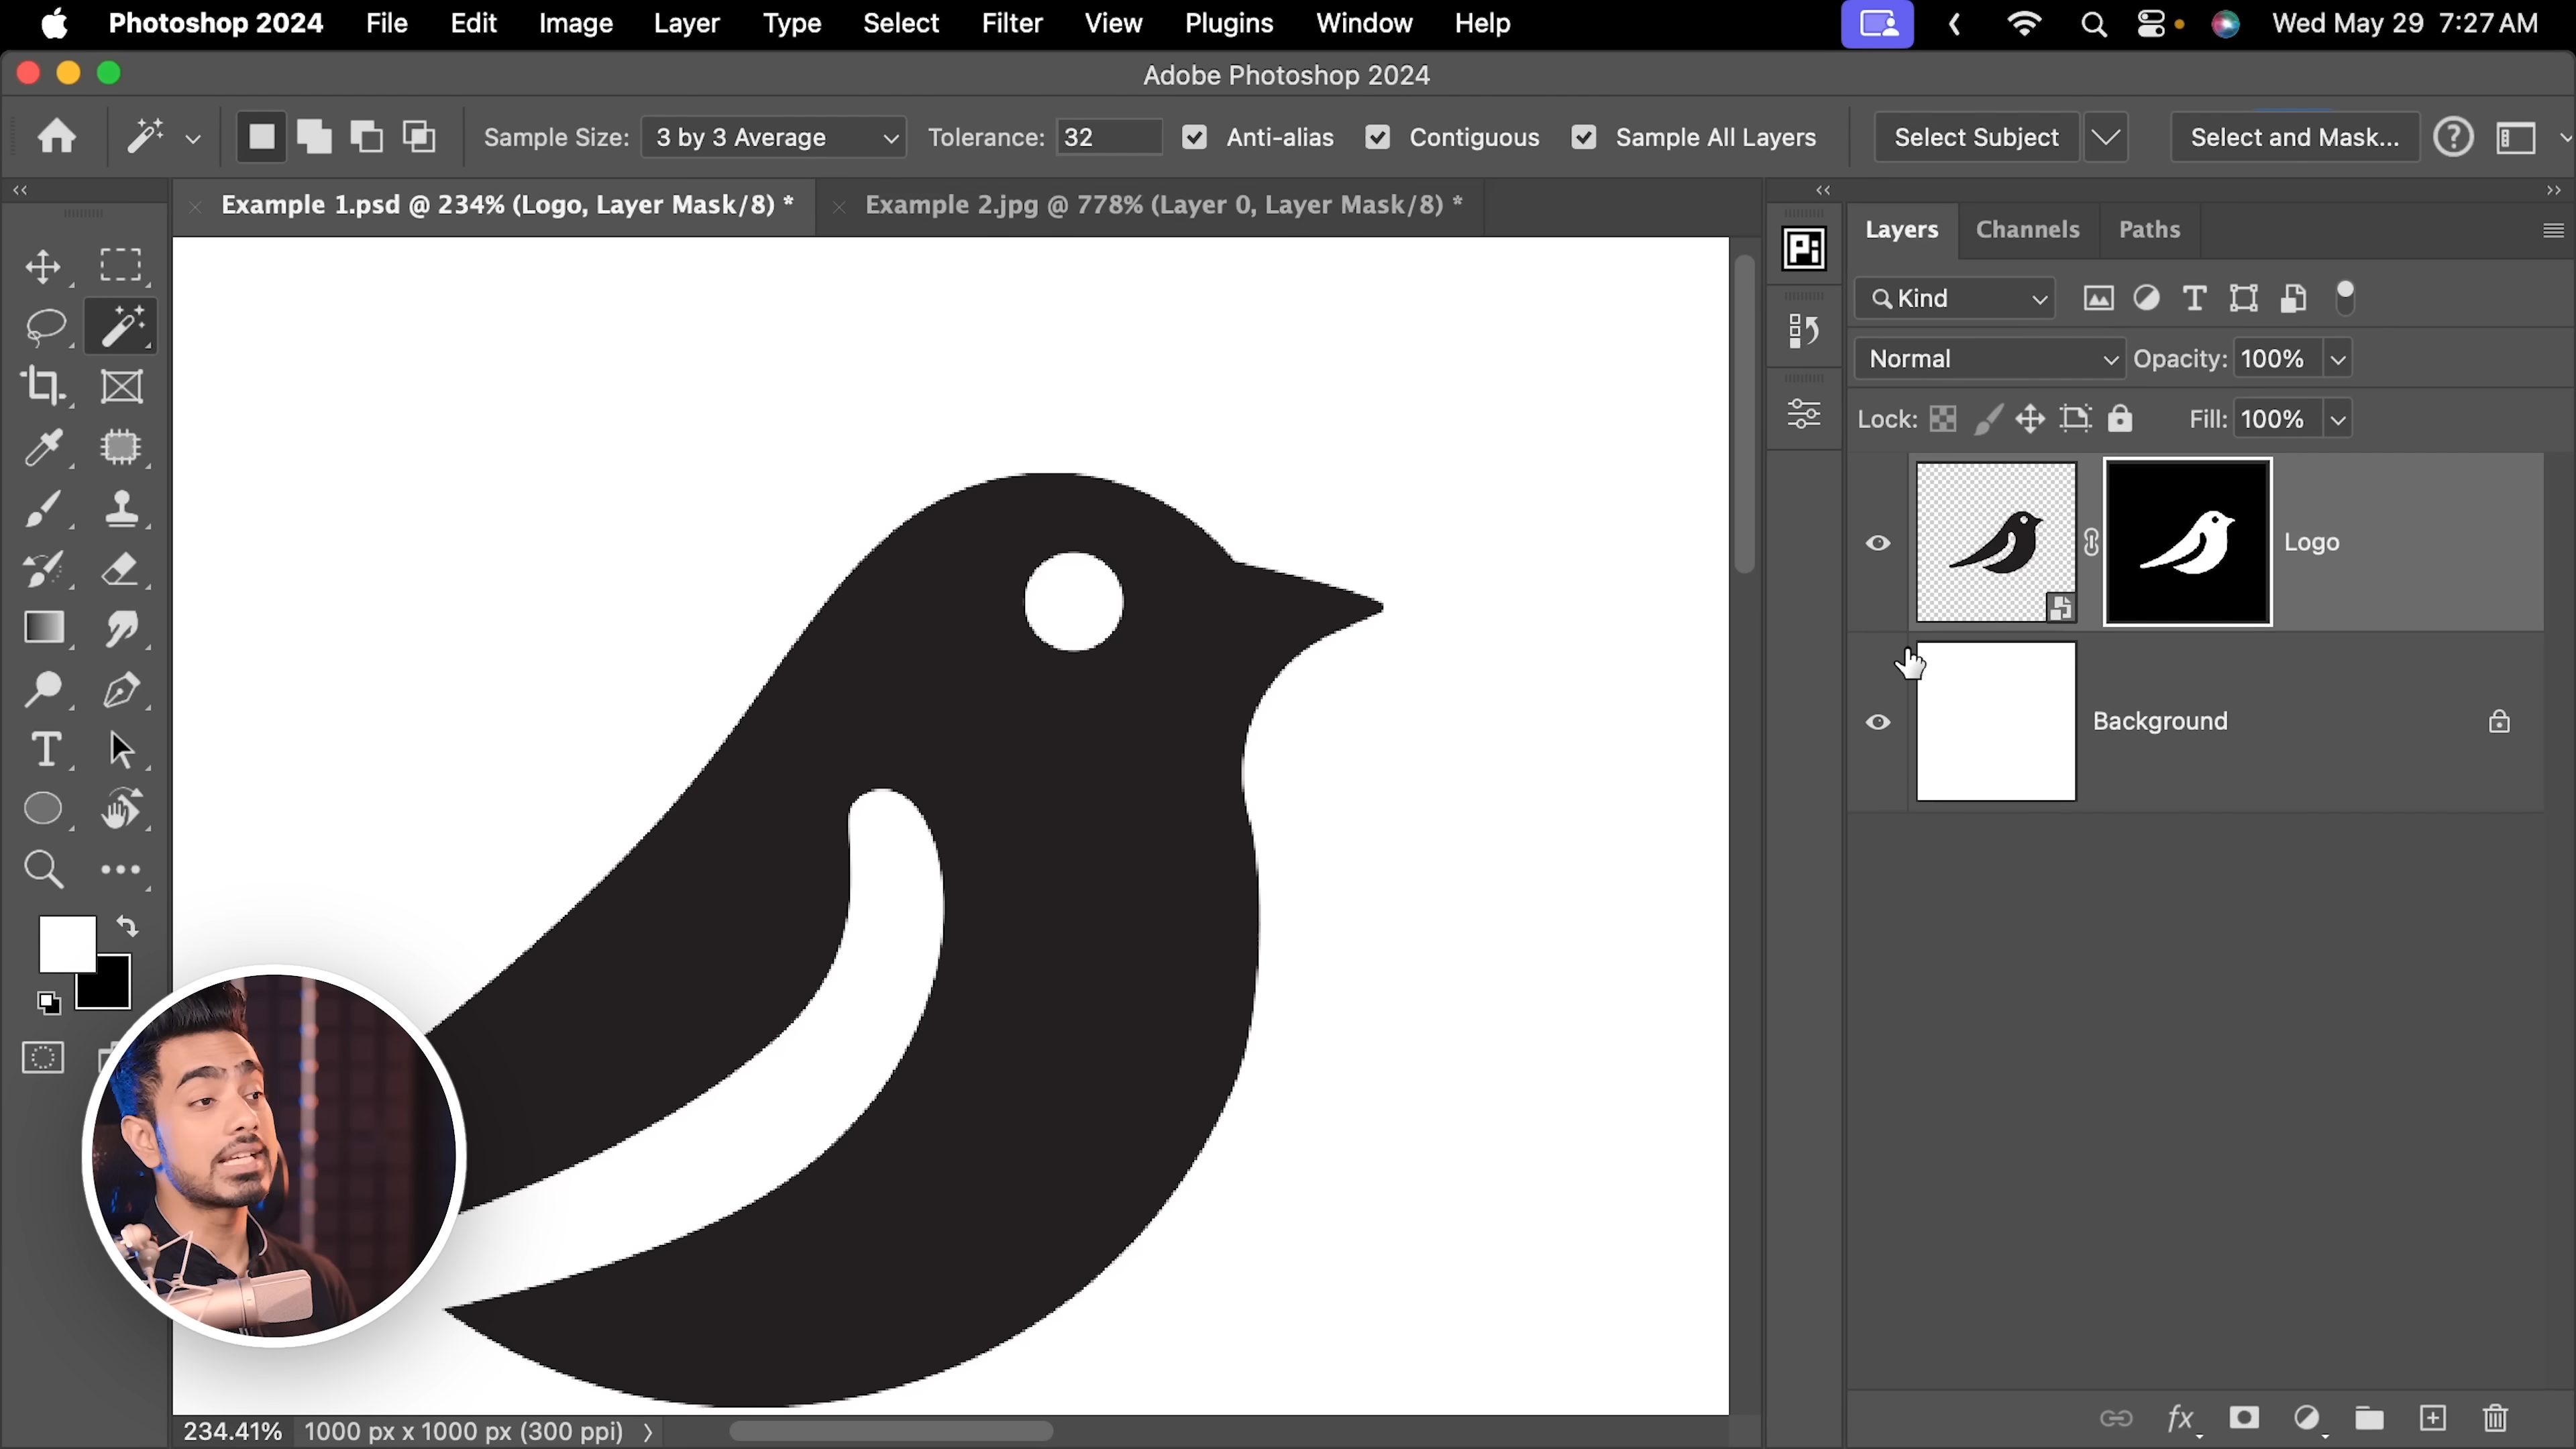 Photoshop 2024 File Edit Image Layer Type Select Filter View Plugins Window Help Wed May 29 7:27 AM
Adobe Photoshop 2024
Sample Size: 3 by 3 Average Tolerance: 32 Anti-alias Contiguous Sample All Layers Select Subject Select and Mask...
Example 1.psd @ 234% (Logo, Layer Mask/8) * Example 2.jpg @ 778% (Layer 0, Layer Mask/8) *
Layers Channels Paths
Pi
Kind
Normal Opacity: 100%
Lock: Fill: 100%
Logo
Background
fx
234.41% 1000 px x 1000 px (300 ppi)